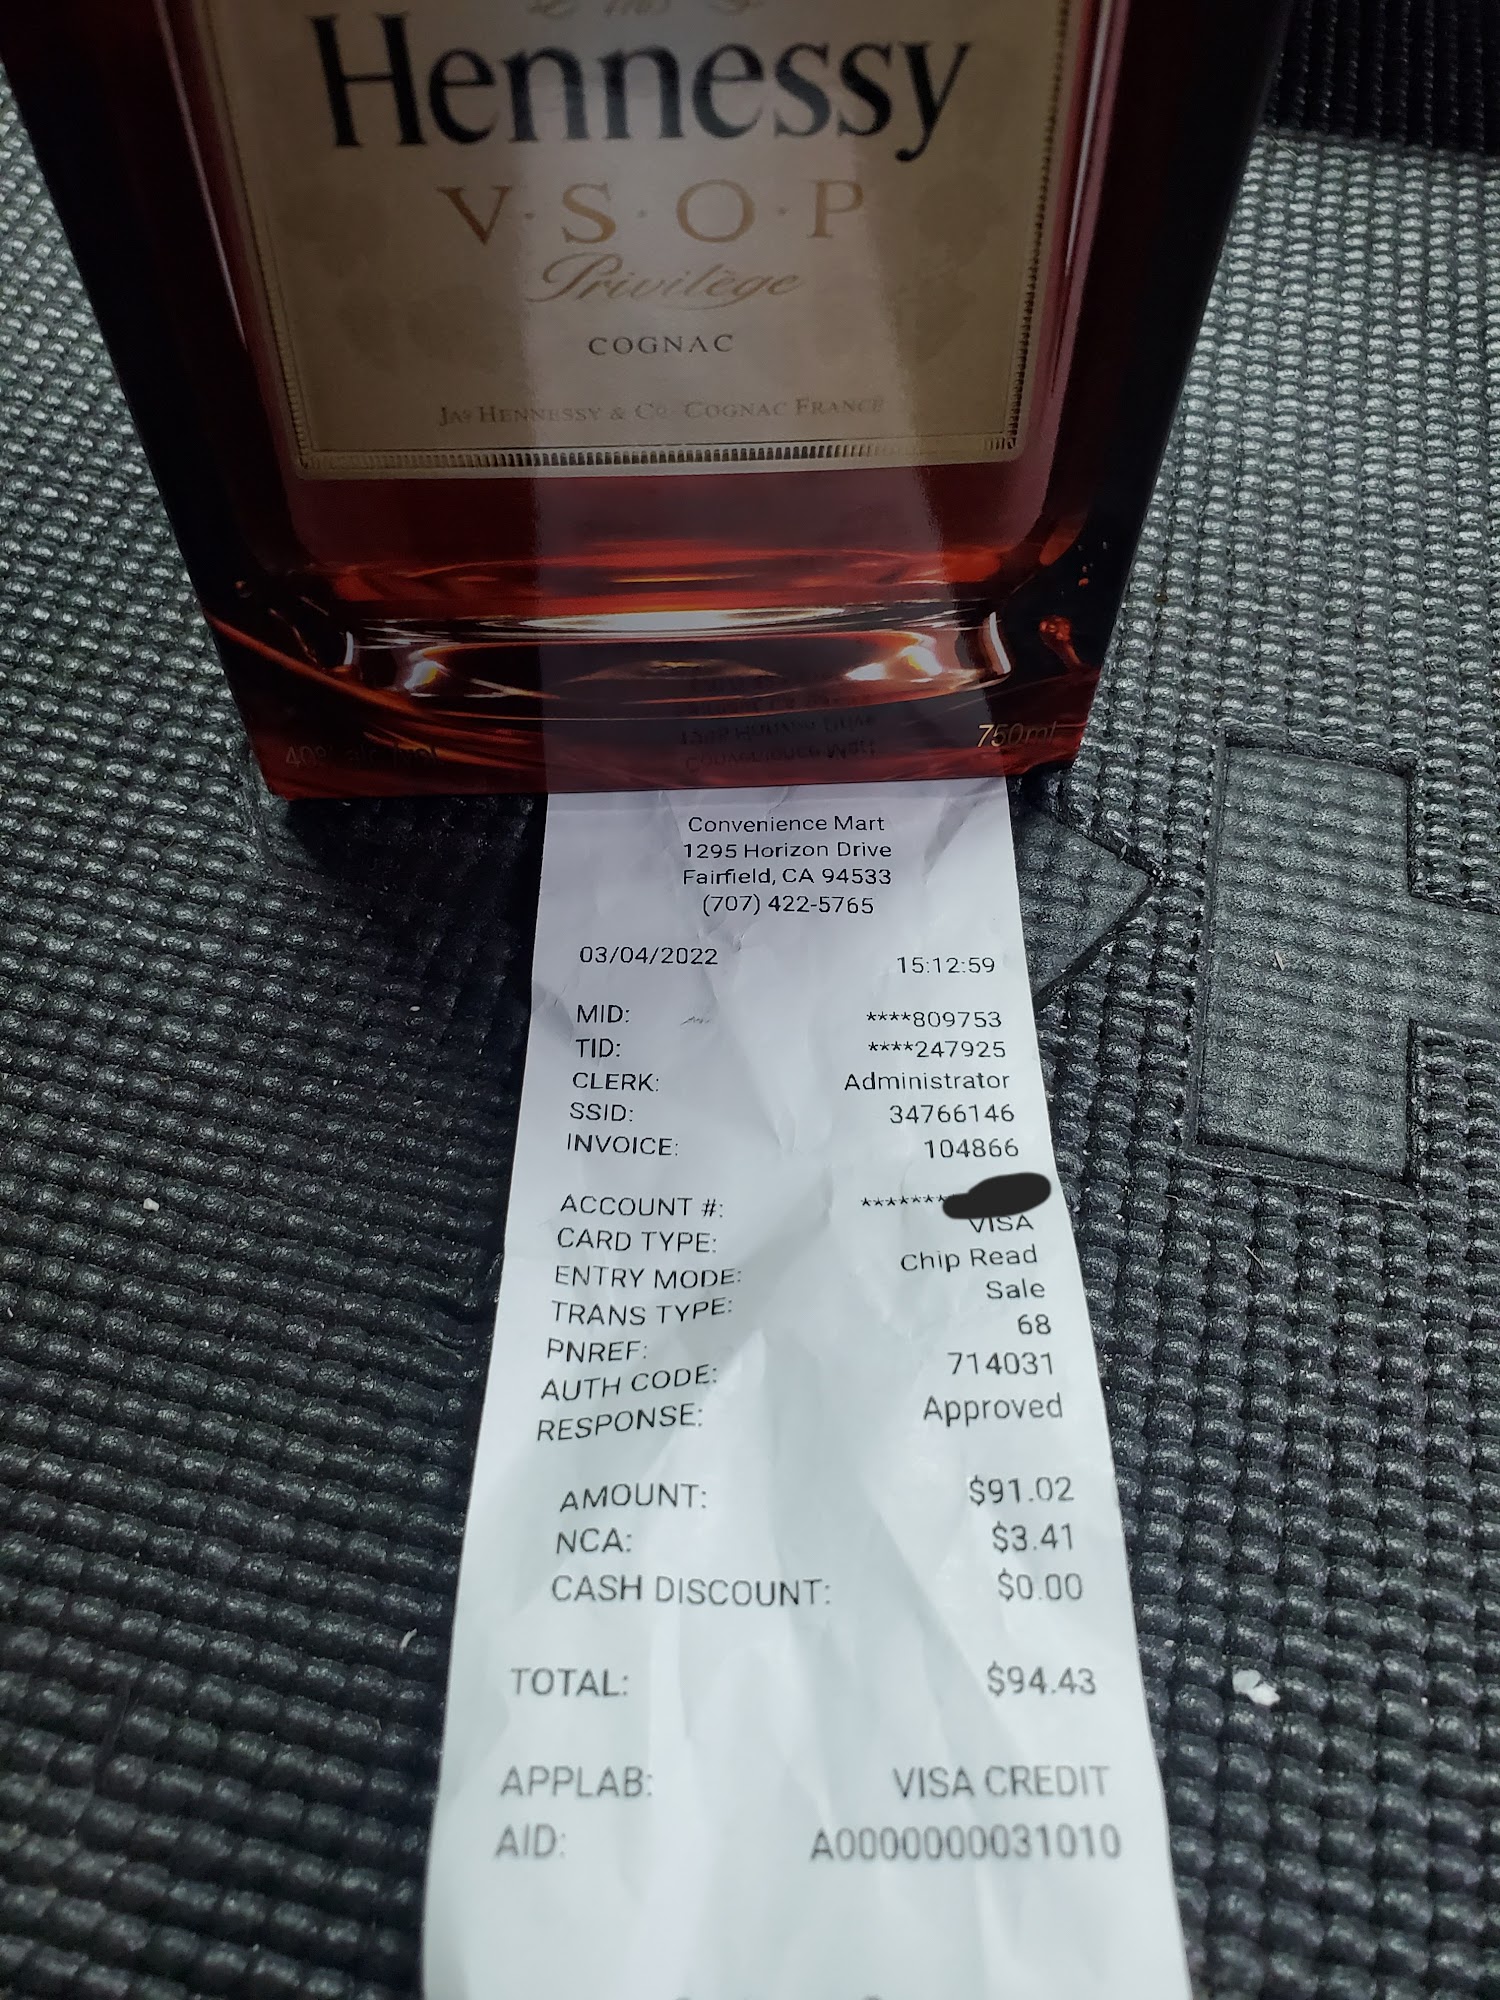 Hennessy
V·S·O·P
Privilège
COGNAC
JAS HENNESSY & CO COGNAC FRANCE
40% alc./vol
750ml
Convenience Mart
1295 Horizon Drive
Fairfield, CA 94533
(707) 422-5765
03/04/2022 15:12:59
MID: ****809753
TID: ****247925
CLERK: Administrator
SSID: 34766146
INVOICE: 104866
ACCOUNT #: *******
CARD TYPE: VISA
ENTRY MODE: Chip Read
TRANS TYPE: Sale
PNREF: 68
AUTH CODE: 714031
RESPONSE: Approved
AMOUNT: $91.02
NCA: $3.41
CASH DISCOUNT: $0.00
TOTAL: $94.43
APPLAB: VISA CREDIT
AID: A0000000031010